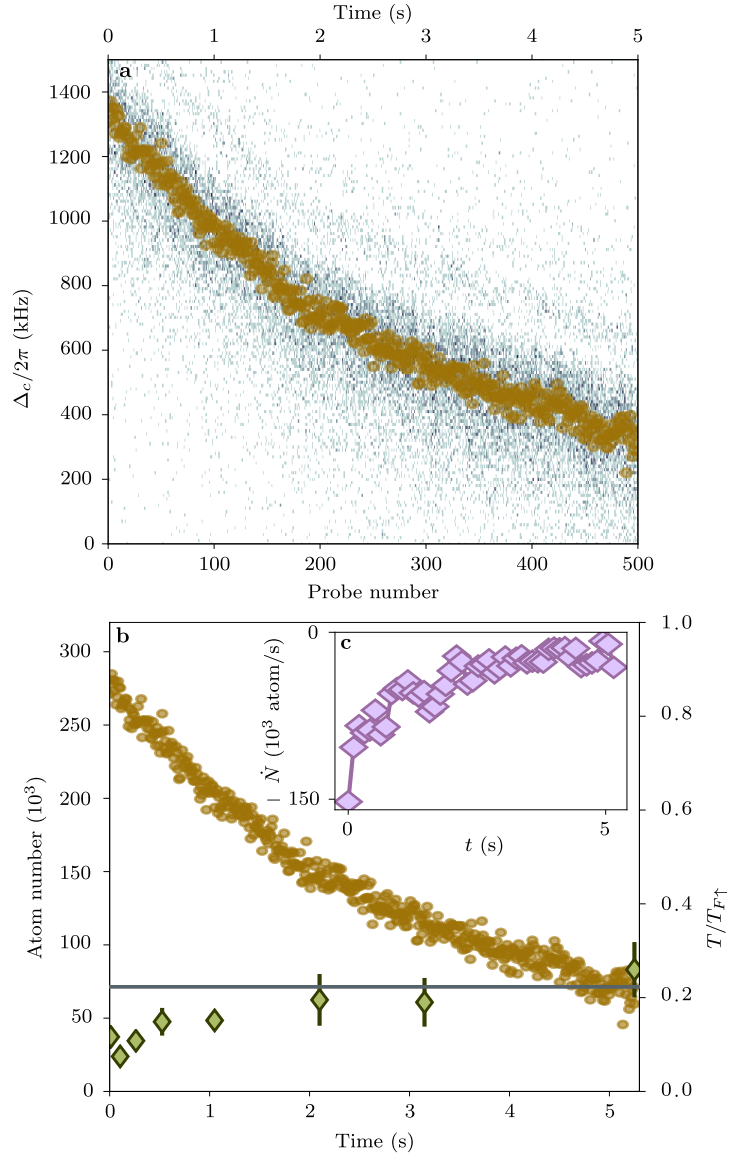 Time (s)
0 1 2 3 4 5
a
1400
1200
1000
800
600
400
200
0
Δc/2π (kHz)
0 100 200 300 400 500
Probe number
b
300
250
200
150
100
50
0
Atom number (10³)
0 1 2 3 4 5
Time (s)
1.0
0.8
0.6
0.4
0.2
0.0
T/TF↑
c
0
− 150
Ṅ (10³ atom/s)
0 5
t (s)